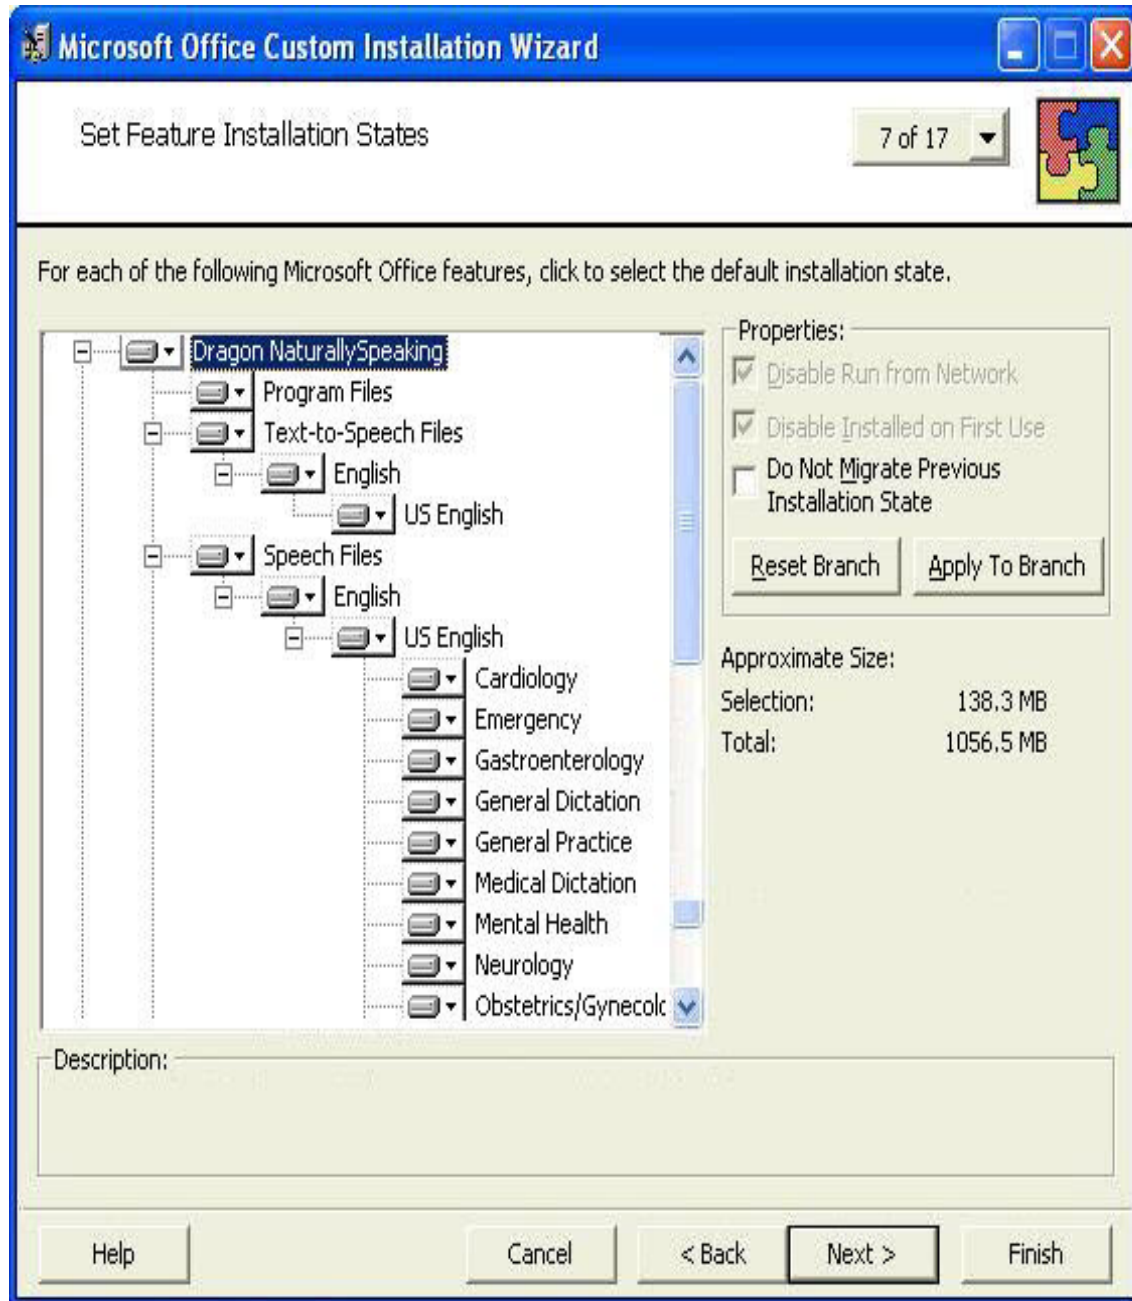 Microsoft Office Custom Installation Wizard
Set Feature Installation States
7 of 17
For each of the following Microsoft Office features, click to select the default installation state.
Dragon NaturallySpeaking
Program Files
Text-to-Speech Files
English
US English
Speech Files
English
US English
Cardiology
Emergency
Gastroenterology
General Dictation
General Practice
Medical Dictation
Mental Health
Neurology
Obstetrics/Gynecolc
Properties:
Disable Run from Network
Disable Installed on First Use
Do Not Migrate Previous
Installation State
Reset Branch
Apply To Branch
Approximate Size:
Selection: 138.3 MB
Total: 1056.5 MB
Description:
Help
Cancel
< Back
Next >
Finish